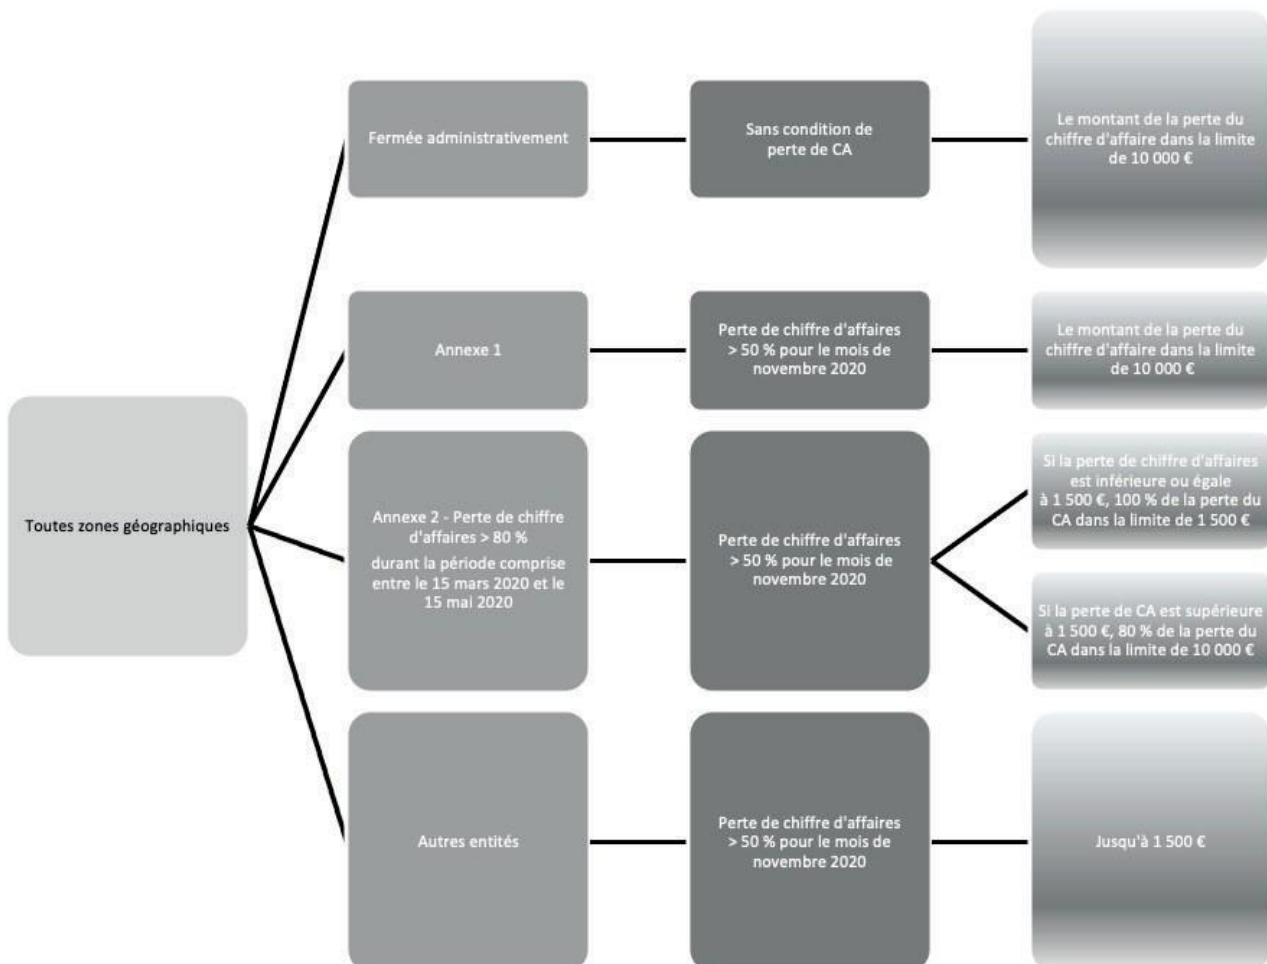 Toutes zones géographiques
Fermée administrativement
Sans condition de
perte de CA
Le montant de la perte du
chiffre d'affaire dans la limite
de 10 000 €
Annexe 1
Perte de chiffre d'affaires
> 50 % pour le mois de
novembre 2020
Le montant de la perte du
chiffre d'affaire dans la limite
de 10 000 €
Annexe 2 - Perte de chiffre
d'affaires > 80 %
durant la période comprise
entre le 15 mars 2020 et le
15 mai 2020
Perte de chiffre d'affaires
> 50 % pour le mois de
novembre 2020
Si la perte de chiffre d'affaires
est inférieure ou égale
à 1 500 €, 100 % de la perte du
CA dans la limite de 1 500 €
Si la perte de CA est supérieure
à 1 500 €, 80 % de la perte du
CA dans la limite de 10 000 €
Autres entités
Perte de chiffre d'affaires
> 50 % pour le mois de
novembre 2020
Jusqu'à 1 500 €